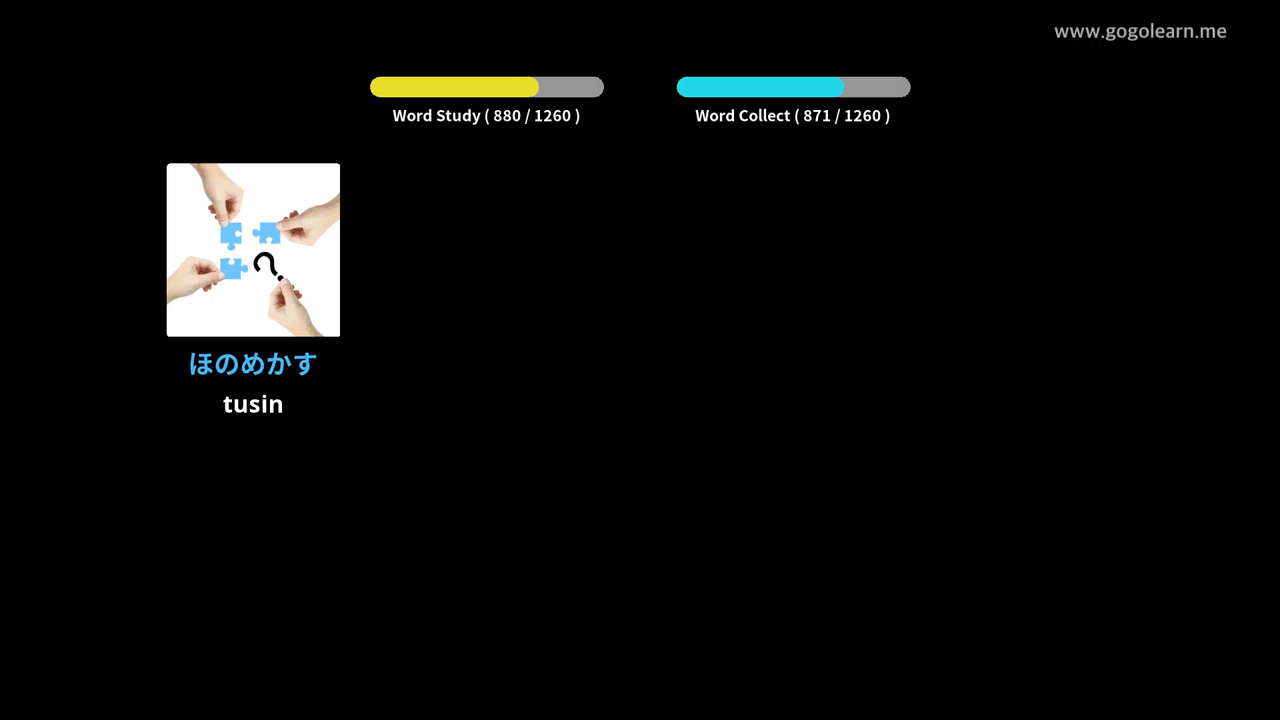 www.gogolearn.me
Word Study ( 880 / 1260 )
Word Collect ( 871 / 1260 )
?
ほのめかす
tusin